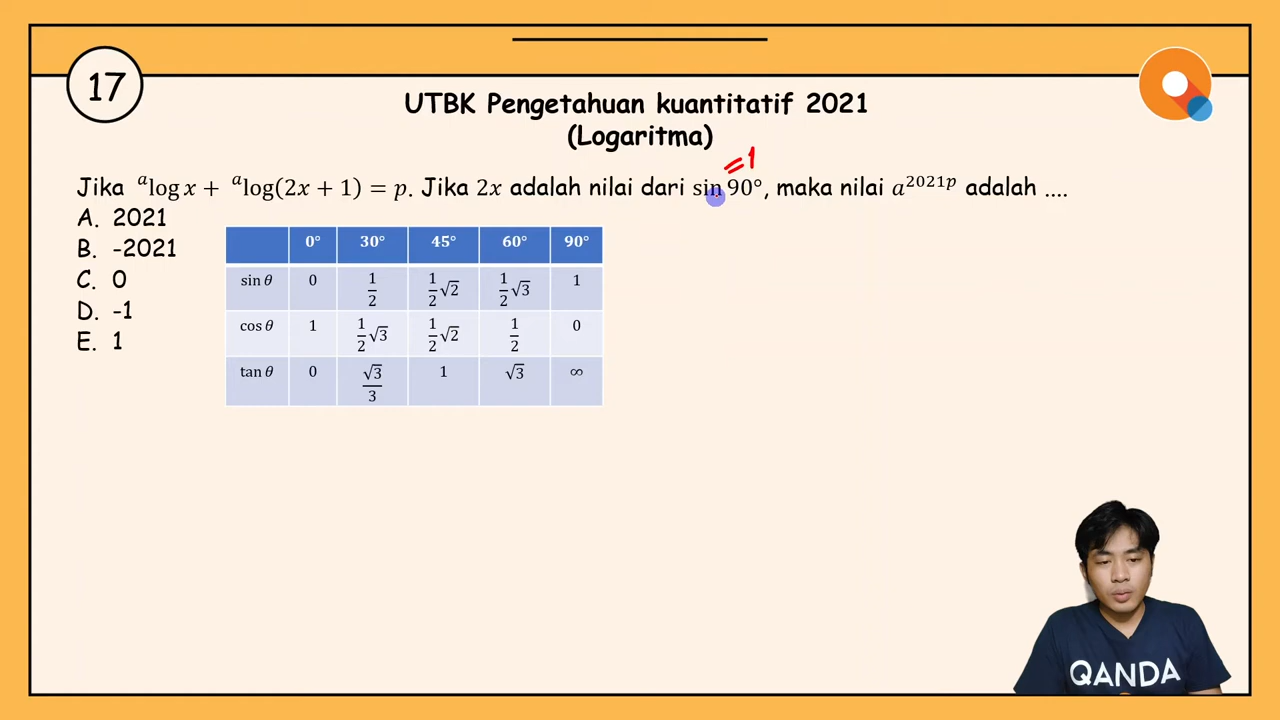 17
UTBK Pengetahuan kuantitatif 2021
(Logaritma)
=1
Jika ᵃlog x + ᵃlog(2x + 1) = p. Jika 2x adalah nilai dari sin 90°, maka nilai a²⁰²¹ᵖ adalah ....
A. 2021
B. -2021
C. 0
D. -1
E. 1
0° 30° 45° 60° 90°
sin θ 0 1/2 1/2√2 1/2√3 1
cos θ 1 1/2√3 1/2√2 1/2 0
tan θ 0 √3/3 1 √3 ∞
QANDA